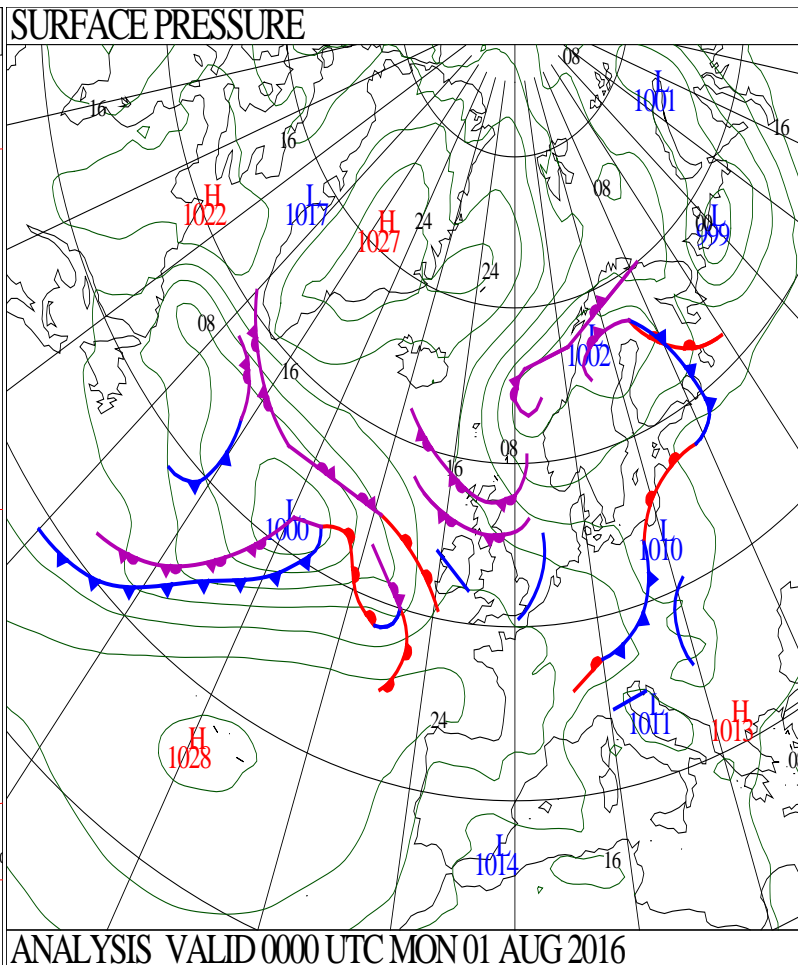 SURFACE PRESSURE
08
L
1001
16
16
16
08
H
1022
L
1017
H
1027
24
L
999
24
08
L
1002
16
08
16
L
1000
L
1010
H
1028
24
L
1011
H
1013
L
1014
16
ANALYSIS VALID 0000 UTC MON 01 AUG 2016